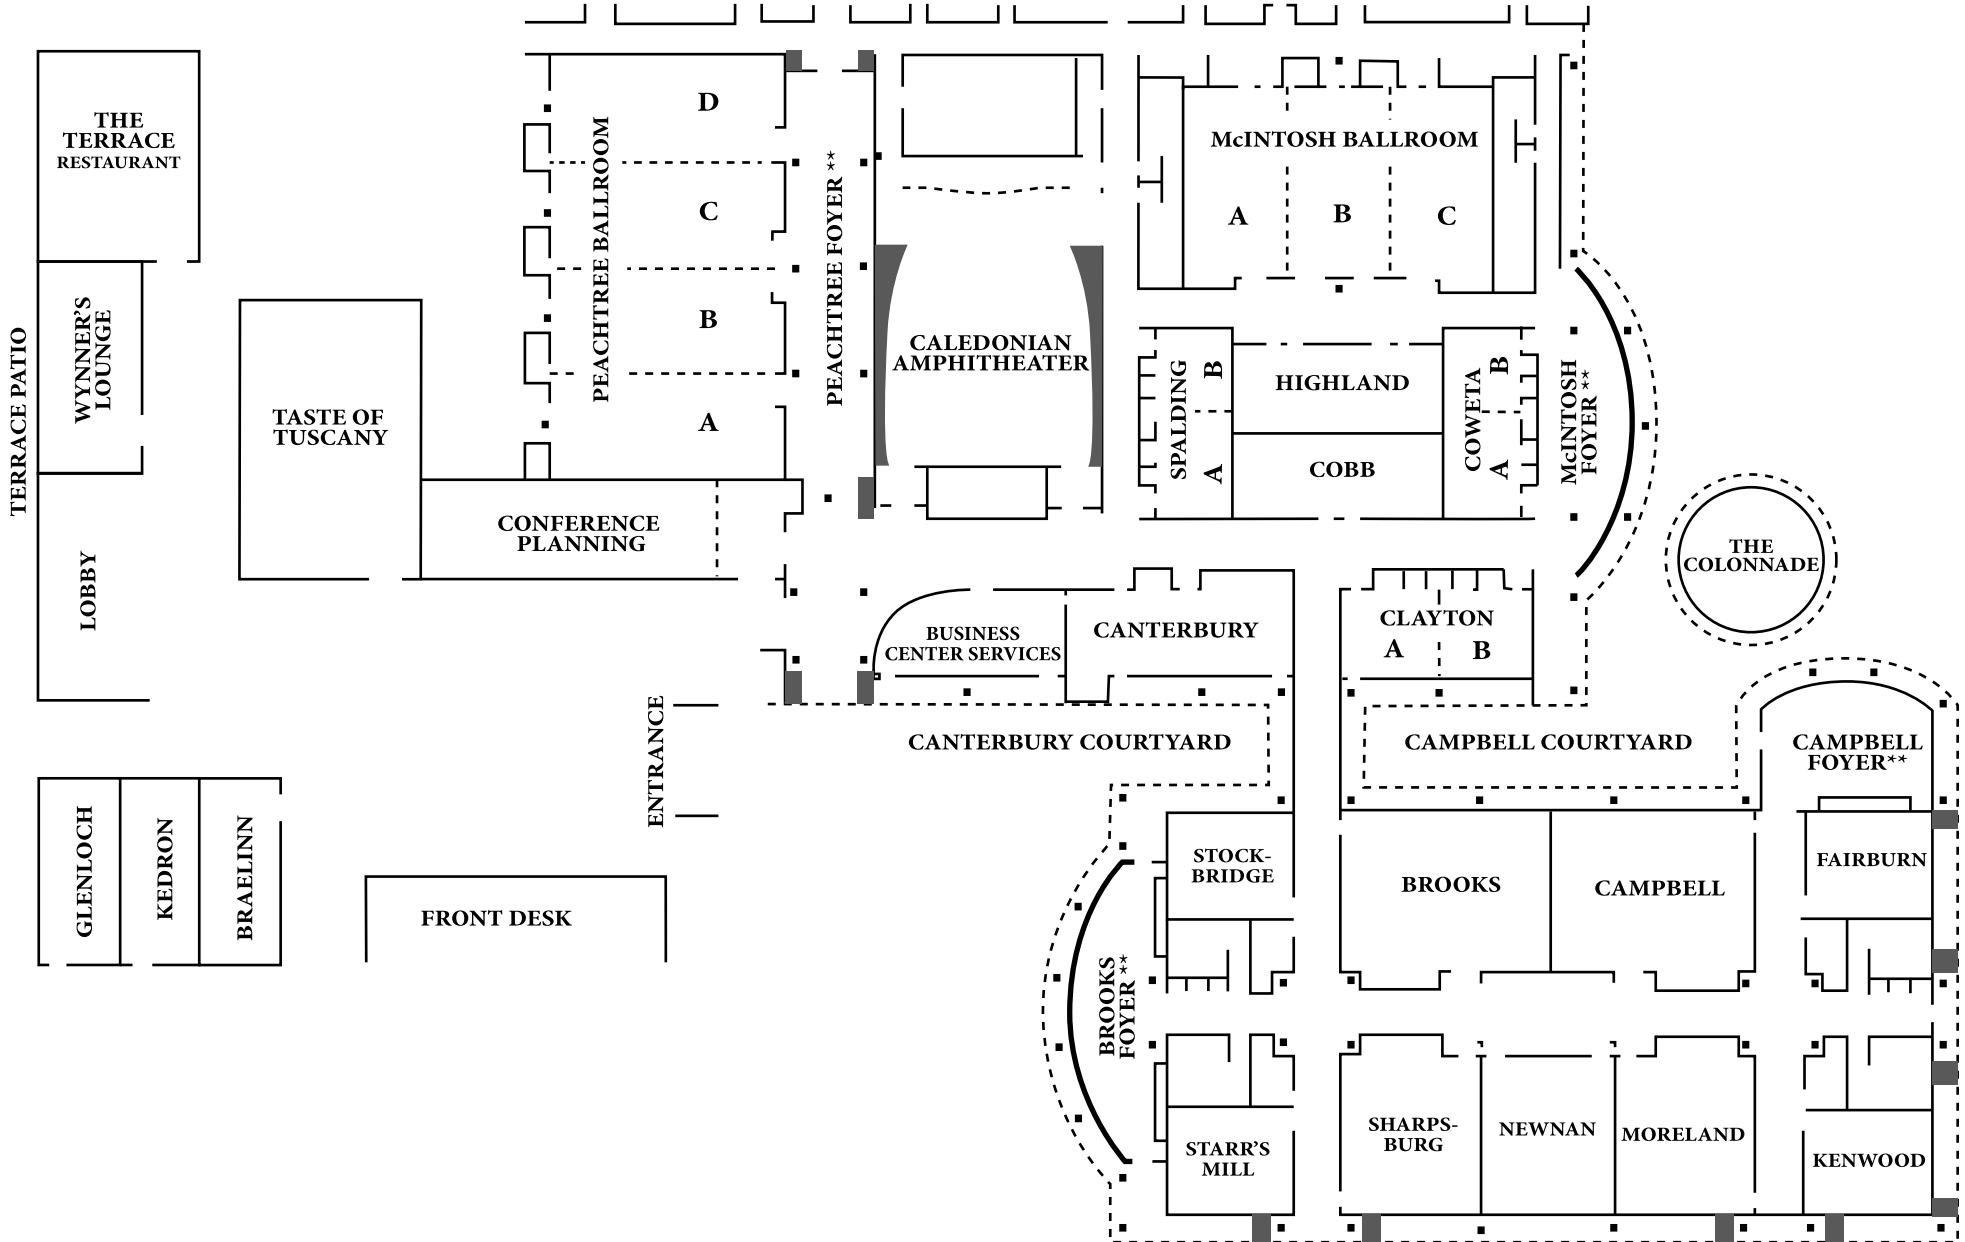 THE
TERRACE
RESTAURANT
WYNNER'S
LOUNGE
TERRACE PATIO
LOBBY
TASTE OF
TUSCANY
PEACHTREE BALLROOM
D
C
B
A
PEACHTREE FOYER **
CONFERENCE
PLANNING
CALEDONIAN
AMPHITHEATER
McINTOSH BALLROOM
A
B
C
SPALDING
B
A
HIGHLAND
COBB
COWETA
B
A
McINTOSH
FOYER **
THE
COLONNADE
BUSINESS
CENTER SERVICES
CANTERBURY
CLAYTON
A
B
ENTRANCE
CANTERBURY COURTYARD
CAMPBELL COURTYARD
CAMPBELL
FOYER**
GLENLOCH
KEDRON
BRAELINN
FRONT DESK
STOCK-
BRIDGE
BROOKS
CAMPBELL
FAIRBURN
BROOKS
FOYER **
STARR'S
MILL
SHARPS-
BURG
NEWNAN
MORELAND
KENWOOD